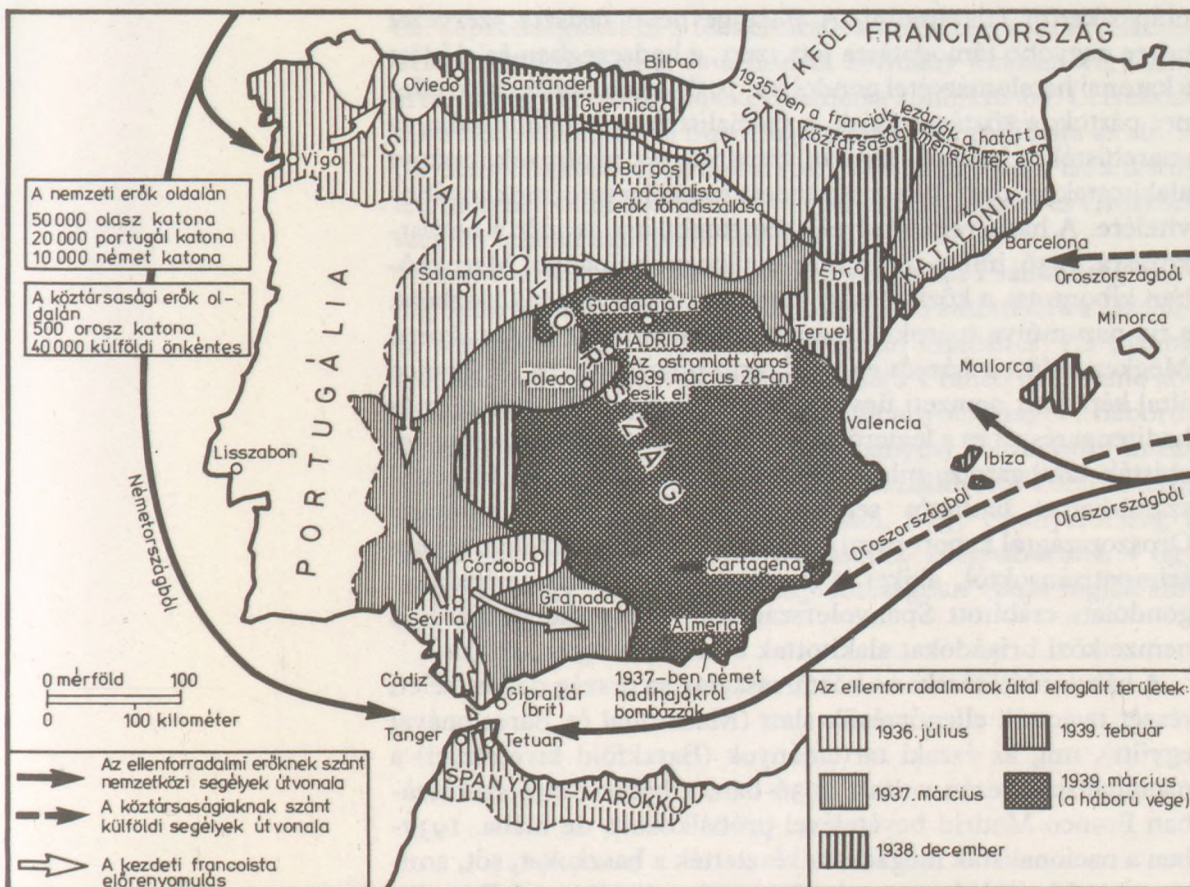 FRANCIAORSZÁG
Oviedo
Santander
Bilbao
Guernica
BASZKFÖLD
1935-ben a franciák lezárják a határt a
köztársasági menekültek elől
Vigo
Burgos
A nacionalista
erők főhadiszállása
SPANYOLORSZÁG
KATALÓNIA
Barcelona
Oroszországból
A nemzeti erők oldalán
50 000 olasz katona
20 000 portugál katona
10 000 német katona
A köztársasági erők ol-
dalán
500 orosz katona
40 000 külföldi önkéntes
Salamanca
Guadalajara
Ebro
Teruel
Minorca
Mallorca
MADRID
Az ostromlott város
1939. március 28-án
esik el
Toledo
PORTUGÁLIA
Lisszabon
Valencia
Ibiza
Németországból
Oroszországból
Olaszországból
Córdoba
Cartagena
Granada
Sevilla
Almeria
Cádiz
Gibraltár
(brit)
1937-ben német
hadihajókról
bombázzák
Tanger
SPANYOL-MAROKKÓ
0 mérföld 100
0 100 kilométer
Az ellenforradalmi erőknek szánt
nemzetközi segélyek útvonala
A köztársaságiaknak szánt
külföldi segélyek útvonala
A kezdeti francoista
előrenyomulás
Az ellenforradalmárok által elfoglalt területek:
1936. július
1939. február
1937. március
1939. március
(a háború vége)
1938. december